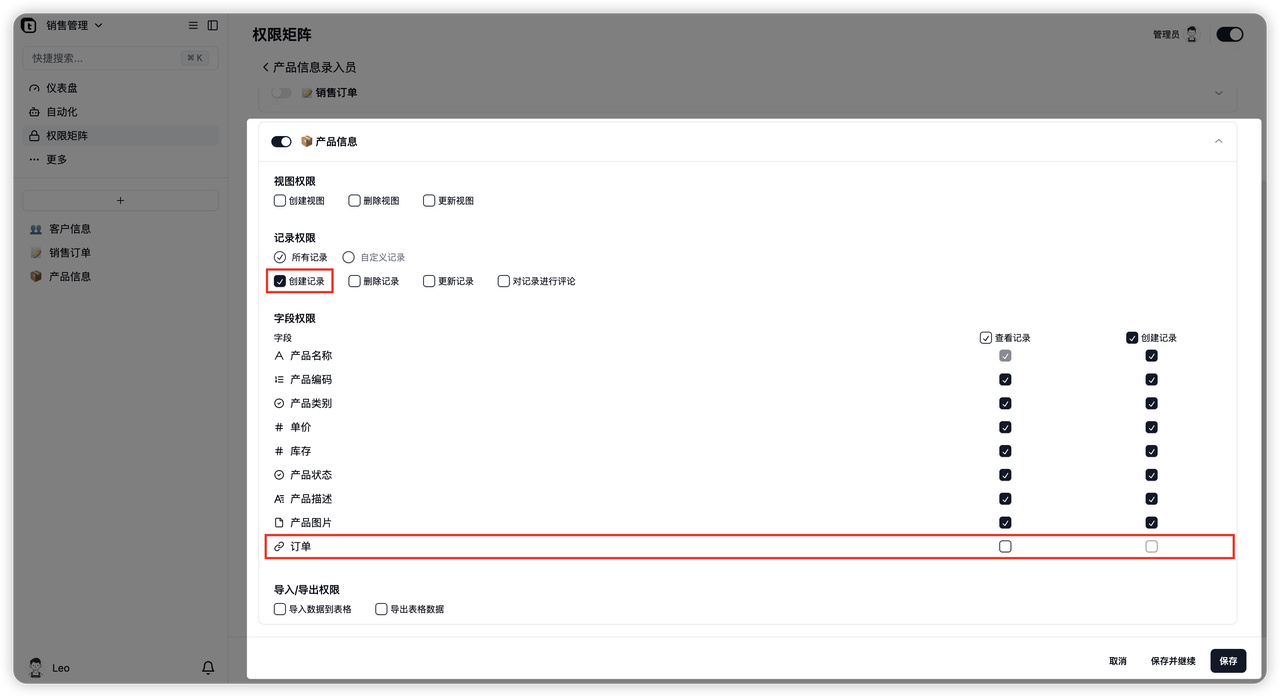 销售管理
快捷搜索...
⌘ K
仪表盘
自动化
权限矩阵
更多
+
客户信息
销售订单
产品信息
Leo
权限矩阵
管理员
产品信息录入员
销售订单
产品信息
视图权限
创建视图 删除视图 更新视图
记录权限
所有记录 自定义记录
创建记录 删除记录 更新记录 对记录进行评论
字段权限
字段 查看记录 创建记录
产品名称
产品编码
产品类别
单价
库存
产品状态
产品描述
产品图片
订单
导入/导出权限
导入数据到表格 导出表格数据
取消 保存并继续 保存